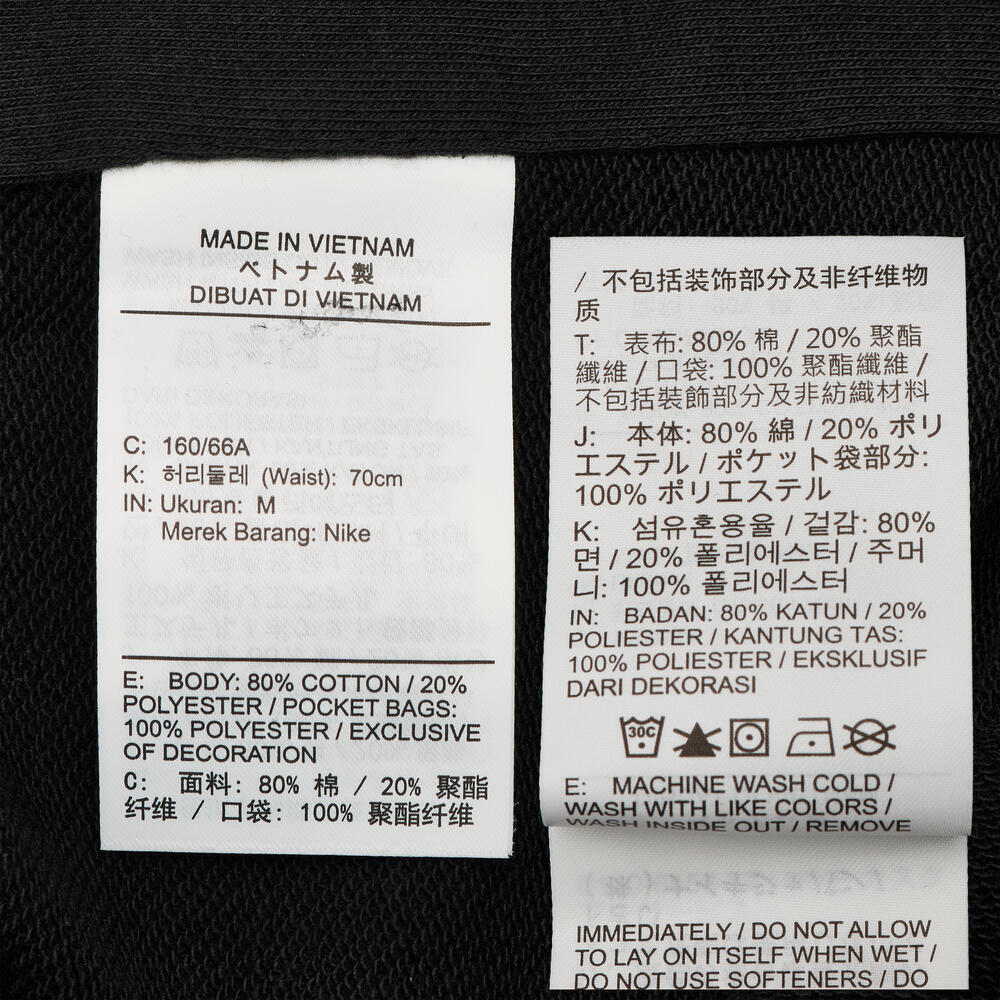 MADE IN VIETNAM
ベトナム製
DIBUAT DI VIETNAM
C: 160/66A
K: 허리둘레 (Waist): 70cm
IN: Ukuran: M
Merek Barang: Nike
E: BODY: 80% COTTON / 20%
POLYESTER / POCKET BAGS:
100% POLYESTER / EXCLUSIVE
OF DECORATION
C: 面料: 80% 棉 / 20% 聚酯
纤维 / 口袋: 100% 聚酯纤维
/ 不包括装饰部分及非纤维物
质
T: 表布: 80% 棉 / 20% 聚酯
纖維 / 口袋: 100% 聚酯纖維 /
不包括裝飾部分及非紡織材料
J: 本体: 80% 綿 / 20% ポリ
エステル / ポケット袋部分:
100% ポリエステル
K: 섬유혼용율 / 겉감: 80%
면 / 20% 폴리에스터 / 주머
니: 100% 폴리에스터
IN: BADAN: 80% KATUN / 20%
POLIESTER / KANTUNG TAS:
100% POLIESTER / EKSKLUSIF
DARI DEKORASI
30C
E: MACHINE WASH COLD /
WASH WITH LIKE COLORS /
WASH INSIDE OUT / REMOVE
IMMEDIATELY / DO NOT ALLOW
TO LAY ON ITSELF WHEN WET /
DO NOT USE SOFTENERS / DO